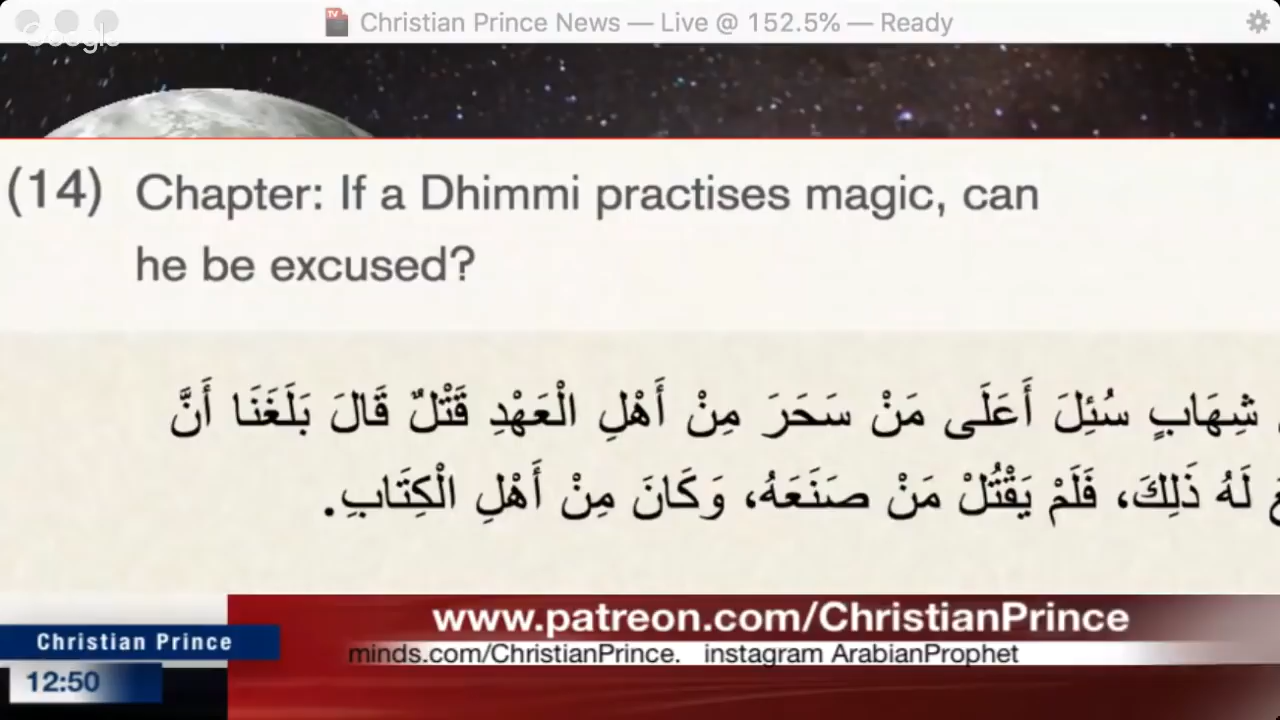 Christian Prince News — Live @ 152.5% — Ready
Google
(14) Chapter: If a Dhimmi practises magic, can
he be excused?
شِهَابٍ سُئِلَ أَعَلَى مَنْ سَحَرَ مِنْ أَهْلِ الْعَهْدِ قَتْلٌ قَالَ بَلَغَنَا أَنَّ
لَهُ ذَلِكَ، فَلَمْ يَقْتُلْ مَنْ صَنَعَهُ، وَكَانَ مِنْ أَهْلِ الْكِتَابِ.
www.patreon.com/ChristianPrince
Christian Prince
minds.com/ChristianPrince. instagram ArabianProphet
12:50